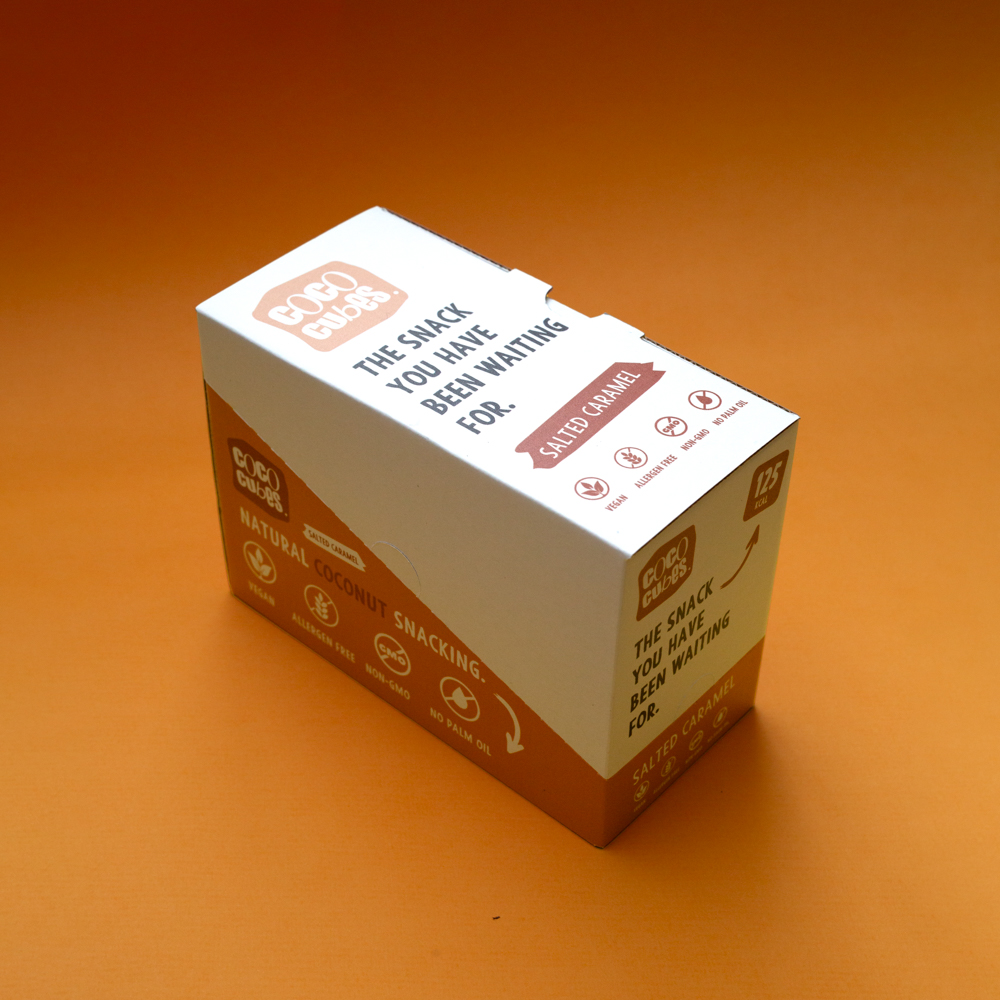 COCO
CUBES.
THE SNACK
YOU HAVE
BEEN WAITING
FOR.
SALTED CARAMEL
VEGAN
ALLERGEN FREE
GMO
NON-GMO
NO PALM OIL
COCO
CUBES.
SALTED CARAMEL
NATURAL COCONUT SNACKING.
VEGAN
ALLERGEN FREE
GMO
NON-GMO
NO PALM OIL
125
KCAL
COCO
CUBES.
THE SNACK
YOU HAVE
BEEN WAITING
FOR.
SALTED CARAMEL